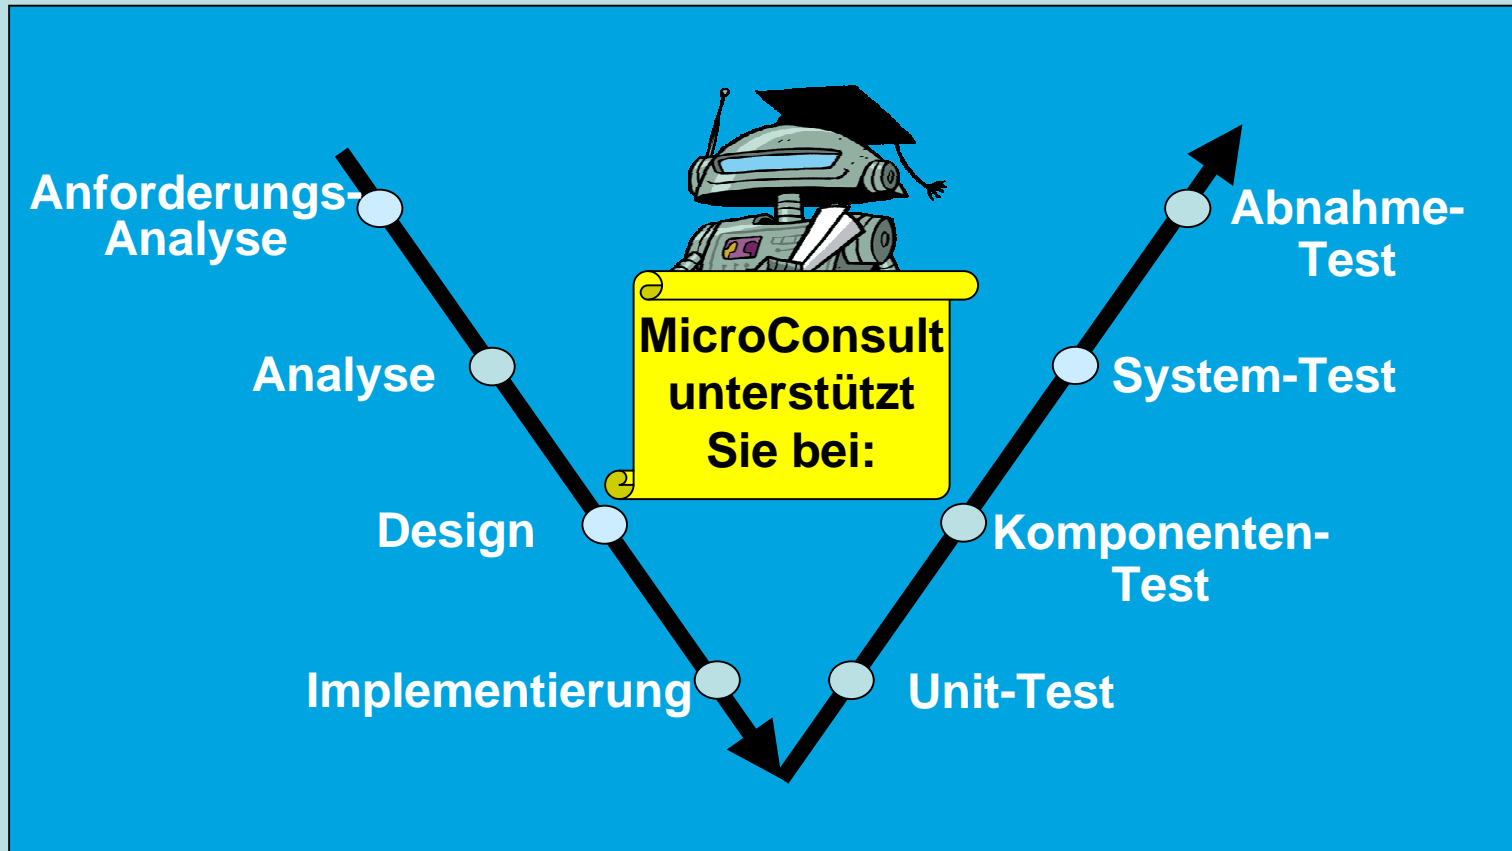 Anforderungs-
Analyse
Analyse
Design
Implementierung
MicroConsult
unterstützt
Sie bei:
Abnahme-
Test
System-Test
Komponenten-
Test
Unit-Test